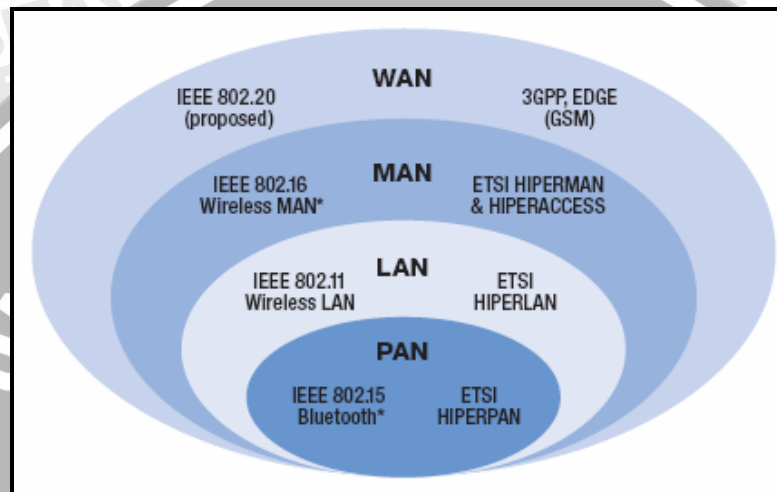 WAN
IEEE 802.20
(proposed)
3GPP, EDGE
(GSM)
MAN
IEEE 802.16
Wireless MAN*
ETSI HIPERMAN
& HIPERACCESS
LAN
IEEE 802.11
Wireless LAN
ETSI
HIPERLAN
PAN
IEEE 802.15
Bluetooth*
ETSI
HIPERPAN